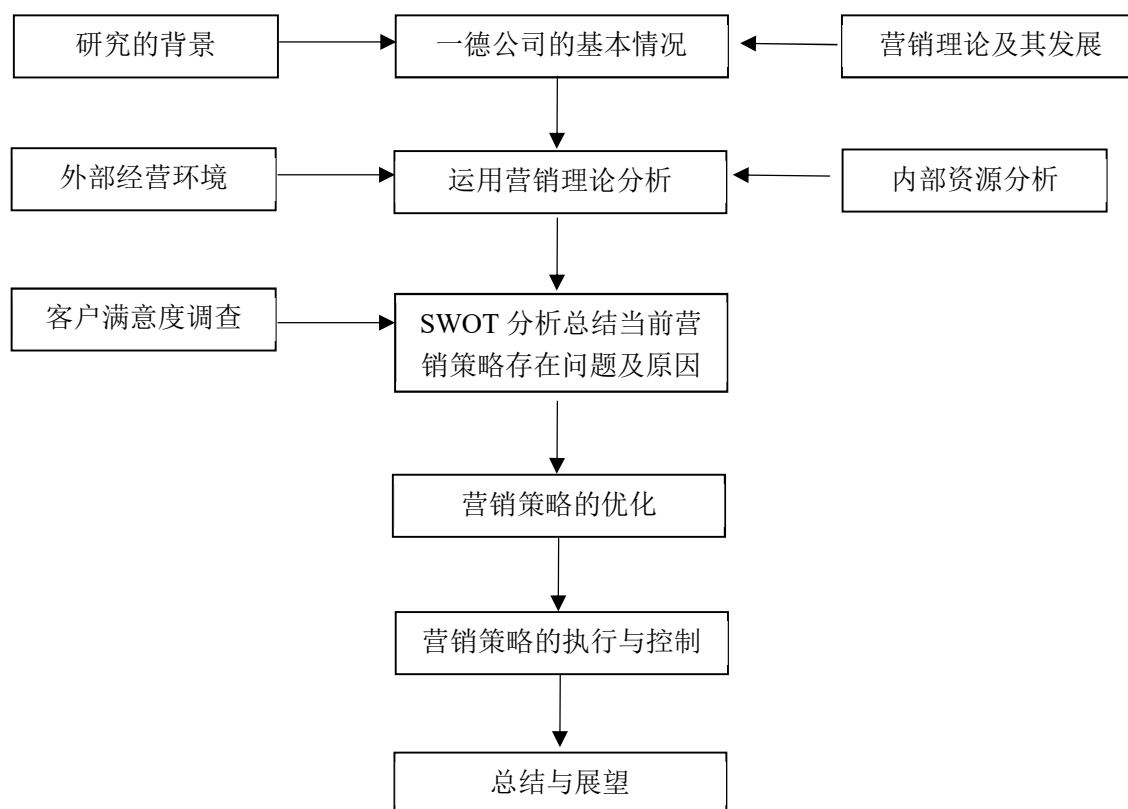 研究的背景
一德公司的基本情况
营销理论及其发展
外部经营环境
运用营销理论分析
内部资源分析
客户满意度调查
SWOT 分析总结当前营
销策略存在问题及原因
营销策略的优化
营销策略的执行与控制
总结与展望